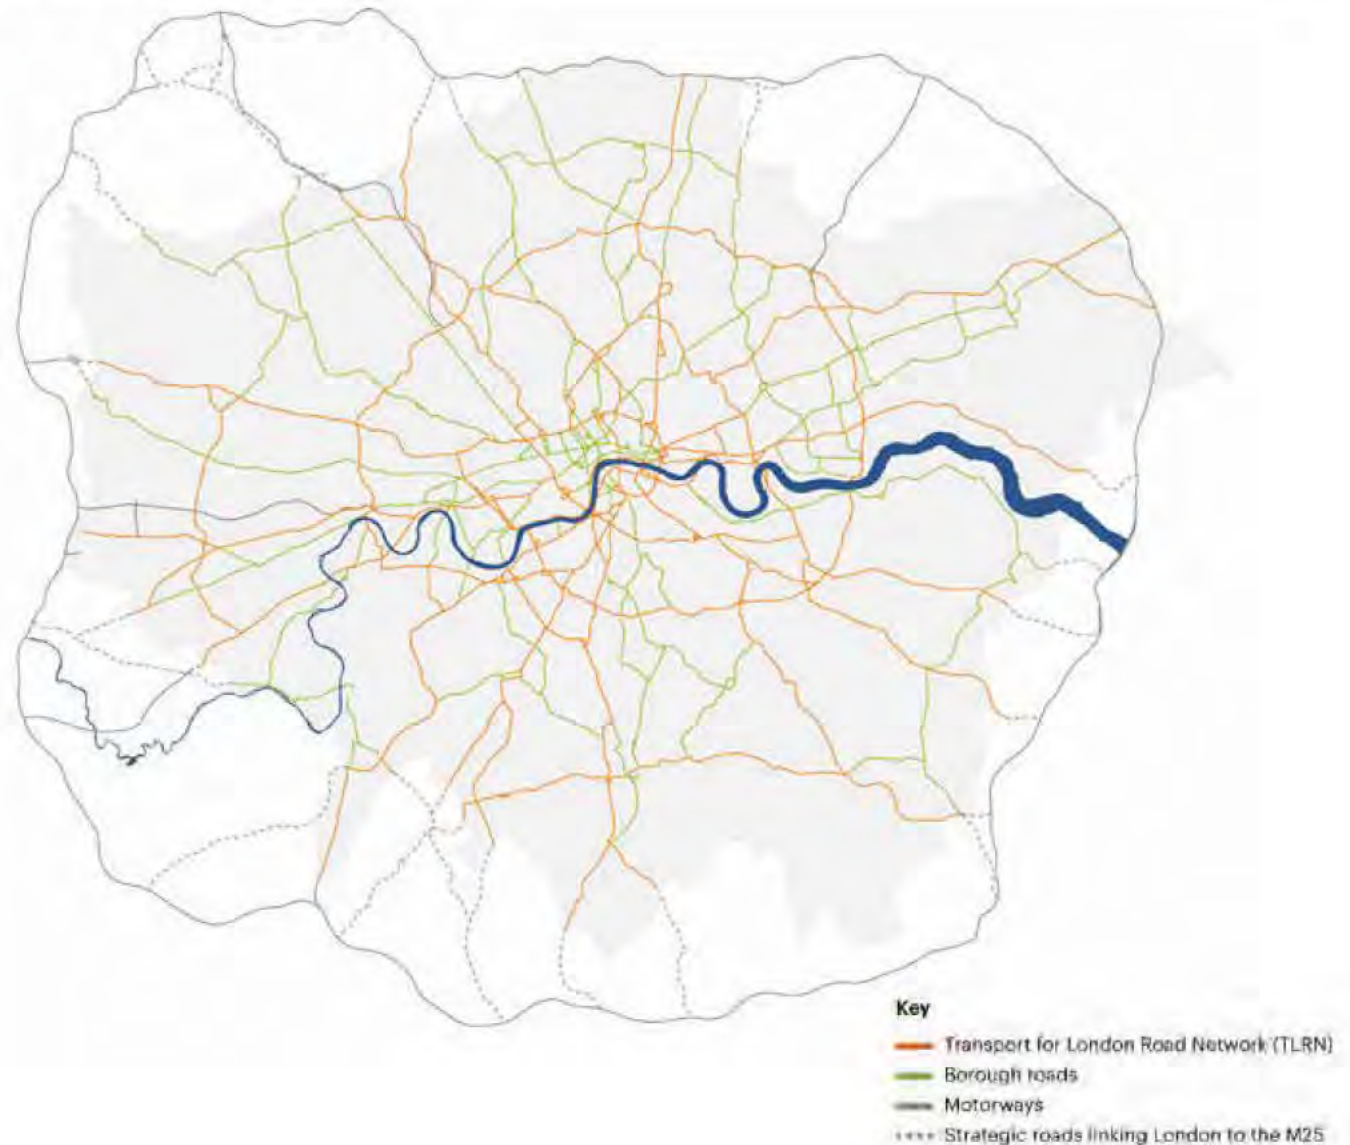 Key
Transport for London Road Network (TLRN)
Borough roads
Motorways
Strategic roads linking London to the M25